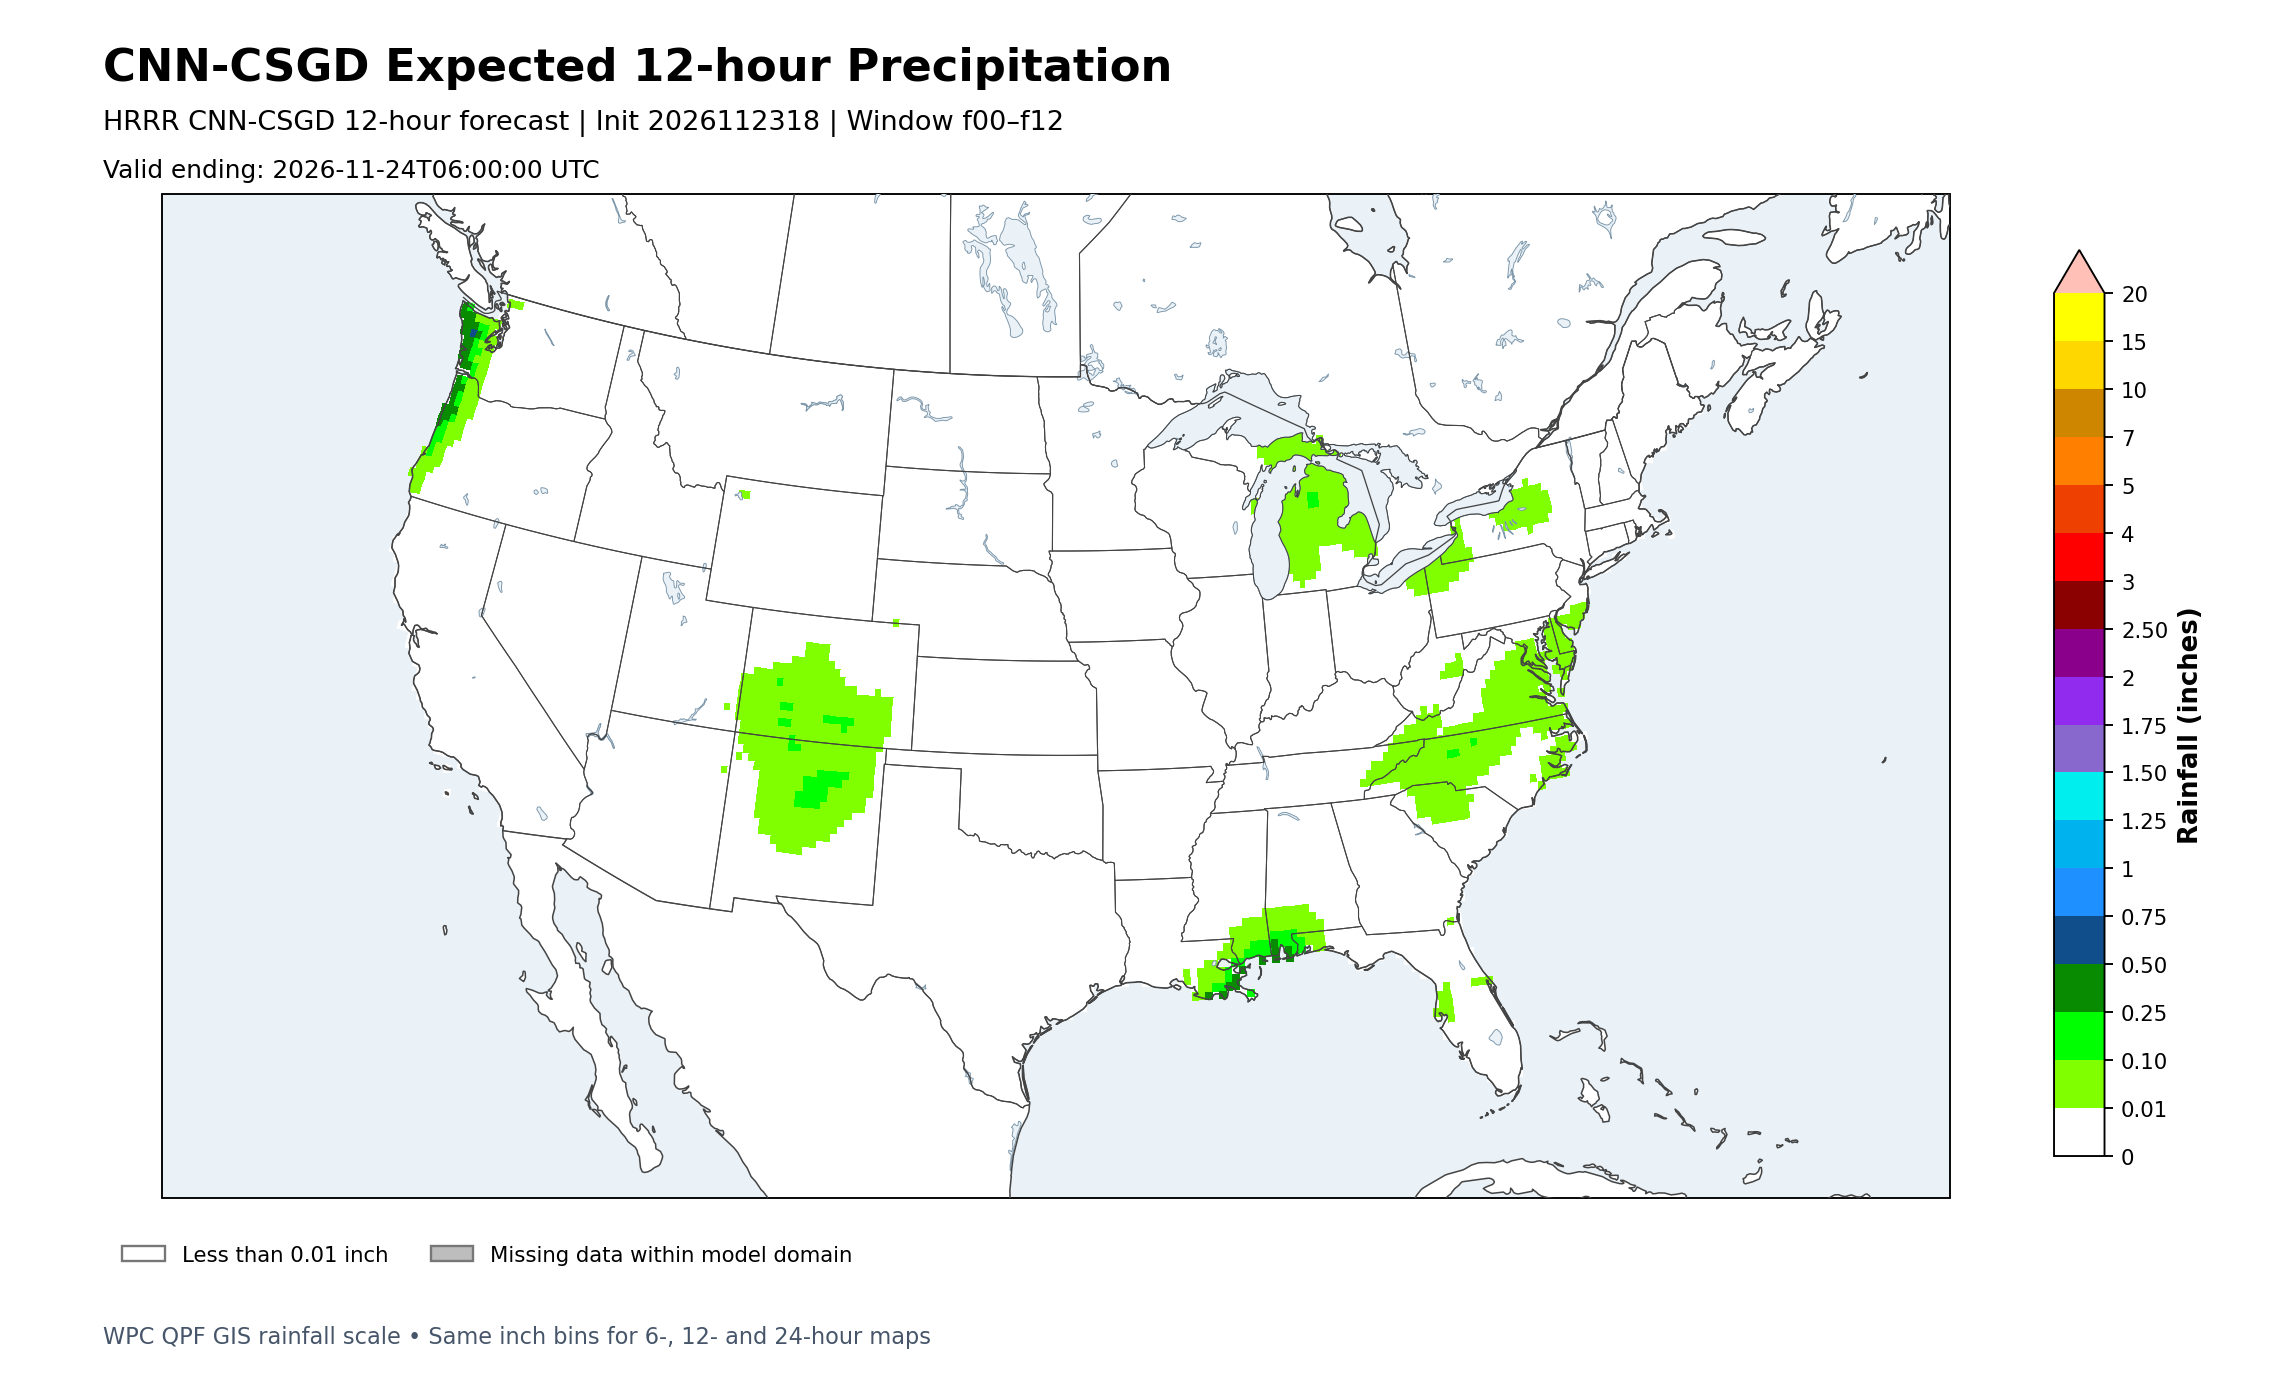 CNN-CSGD Expected 12-hour Precipitation
HRRR CNN-CSGD 12-hour forecast | Init 2026112318 | Window f00–f12
Valid ending: 2026-11-24T06:00:00 UTC
20
15
10
7
5
4
3
2.50
2
1.75
1.50
1.25
1
0.75
0.50
0.25
0.10
0.01
0
Rainfall (inches)
Less than 0.01 inch
Missing data within model domain
WPC QPF GIS rainfall scale • Same inch bins for 6-, 12- and 24-hour maps